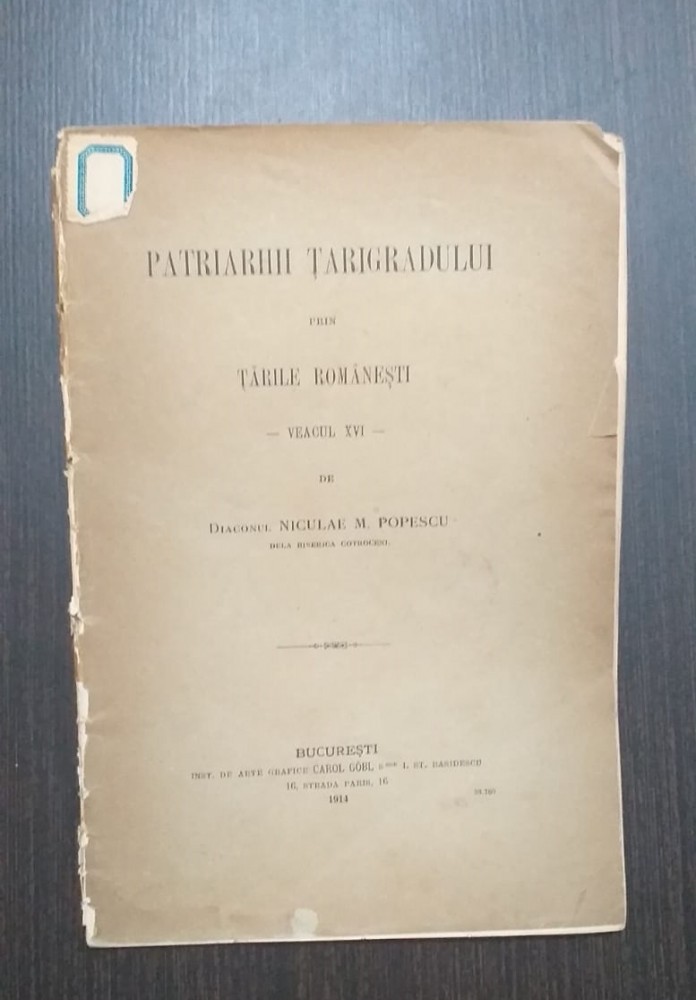 PATRIARHII ȚARIGRADULUI
PRIN
ȚĂRILE ROMÂNEȘTI
— VEACUL XVI —
DE
DIACONUL NICULAE M. POPESCU
DELA BISERICA COTROCENI.
BUCUREȘTI
INST. DE ARTE GRAFICE CAROL GÖBL S-SOR I. ST. RASIDESCU
16, STRADA PARIS, 16
1914